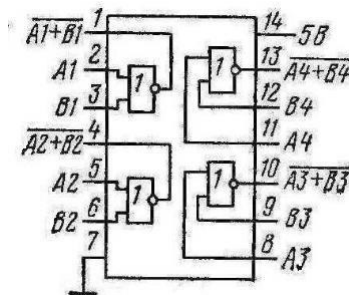 1 A1+B1
2 A1
3 B1
4 A2+B2
5 A2
6 B2
7
14 5В
13 A4+B4
12 B4
11 A4
10 A3+B3
9 B3
8 A3
1
1
1
1